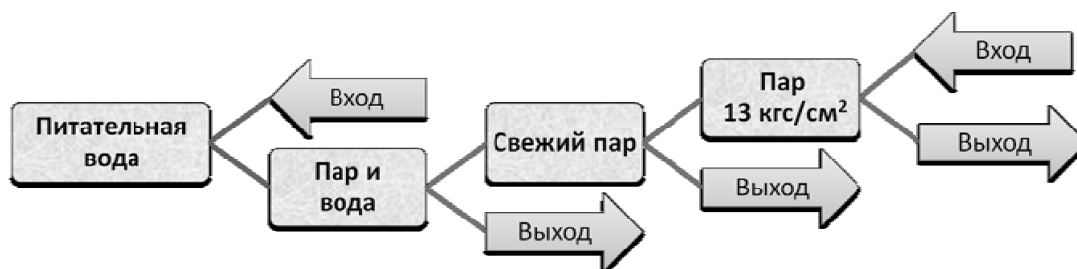 Питательная
вода
Вход
Пар и
вода
Свежий пар
Выход
Пар
13 кгс/см²
Выход
Вход
Выход